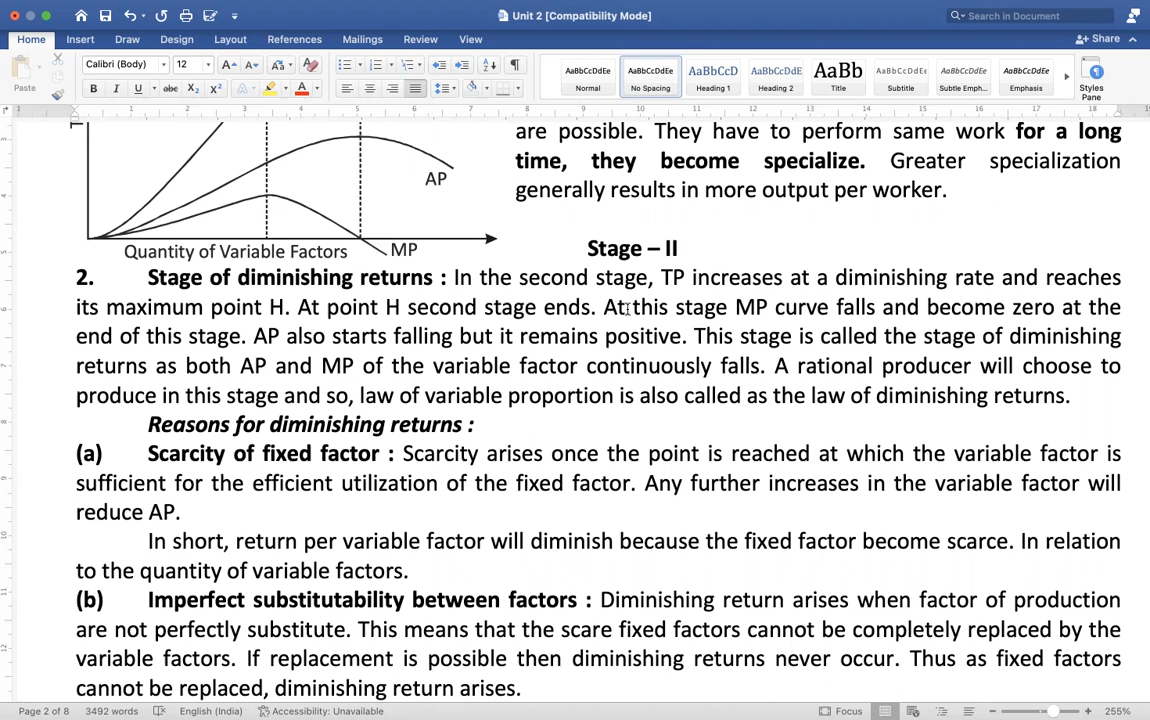 Unit 2 [Compatibility Mode]
Search in Document
Home Insert Draw Design Layout References Mailings Review View
Share
Paste
Calibri (Body) 12
AaBbCcDdEe AaBbCcDdEe AaBbCcD AaBbCcDdE AaBb AaBbCcDdEe AaBbCcDdEe AaBbCcDdEe
Normal No Spacing Heading 1 Heading 2 Title Subtitle Subtle Emph... Emphasis
Styles
Pane
are possible. They have to perform same work for a long
time, they become specialize. Greater specialization
generally results in more output per worker.
AP
MP
Quantity of Variable Factors
Stage – II
2. Stage of diminishing returns : In the second stage, TP increases at a diminishing rate and reaches
its maximum point H. At point H second stage ends. At this stage MP curve falls and become zero at the
end of this stage. AP also starts falling but it remains positive. This stage is called the stage of diminishing
returns as both AP and MP of the variable factor continuously falls. A rational producer will choose to
produce in this stage and so, law of variable proportion is also called as the law of diminishing returns.
Reasons for diminishing returns :
(a) Scarcity of fixed factor : Scarcity arises once the point is reached at which the variable factor is
sufficient for the efficient utilization of the fixed factor. Any further increases in the variable factor will
reduce AP.
In short, return per variable factor will diminish because the fixed factor become scarce. In relation
to the quantity of variable factors.
(b) Imperfect substitutability between factors : Diminishing return arises when factor of production
are not perfectly substitute. This means that the scare fixed factors cannot be completely replaced by the
variable factors. If replacement is possible then diminishing returns never occur. Thus as fixed factors
cannot be replaced, diminishing return arises.
Page 2 of 8 3492 words English (India) Accessibility: Unavailable Focus 255%